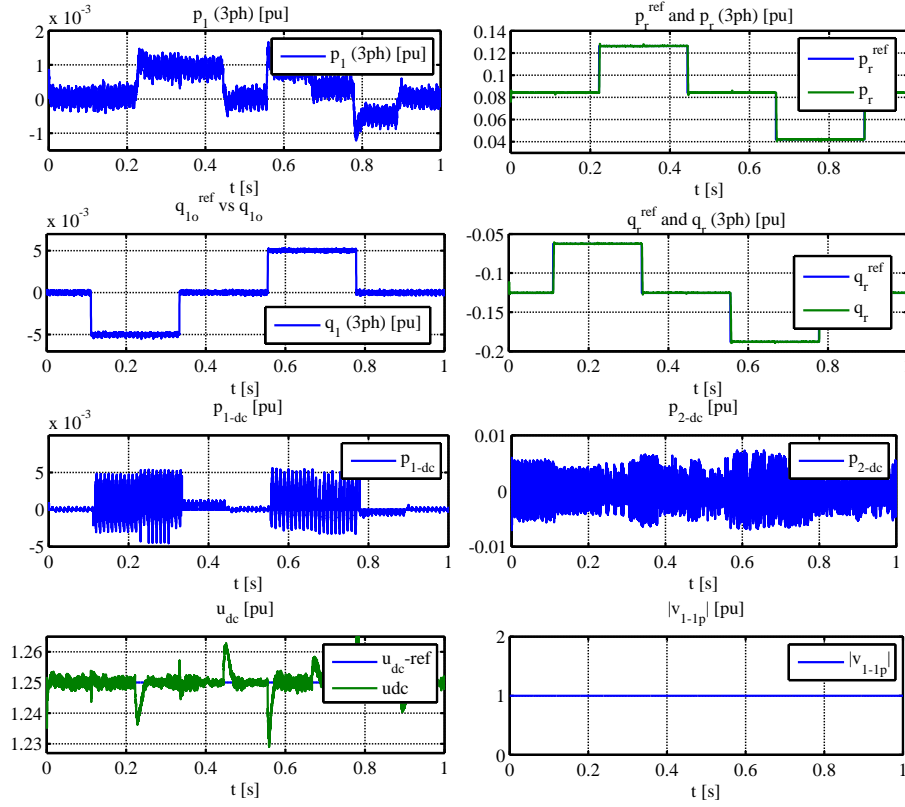 p_1 (3ph) [pu]
x 10^-3
2
1
0
-1
0 0.2 0.4 0.6 0.8 1
t [s]
p_1 (3ph) [pu]
p_r^ref and p_r (3ph) [pu]
0.14
0.12
0.1
0.08
0.06
0.04
0 0.2 0.4 0.6 0.8 1
t [s]
p_r^ref
p_r
q_1o^ref vs q_1o
x 10^-3
5
0
-5
0 0.2 0.4 0.6 0.8 1
t [s]
q_1 (3ph) [pu]
q_r^ref and q_r (3ph) [pu]
-0.05
-0.1
-0.15
-0.2
0 0.2 0.4 0.6 0.8 1
t [s]
q_r^ref
q_r
p_1-dc [pu]
x 10^-3
5
0
-5
0 0.2 0.4 0.6 0.8 1
t [s]
p_1-dc
p_2-dc [pu]
0.01
0
-0.01
0 0.2 0.4 0.6 0.8 1
t [s]
p_2-dc
u_dc [pu]
1.26
1.25
1.24
1.23
0 0.2 0.4 0.6 0.8 1
t [s]
u_dc-ref
udc
|v_1-1p| [pu]
2
1
0
0 0.2 0.4 0.6 0.8 1
t [s]
|v_1-1p|